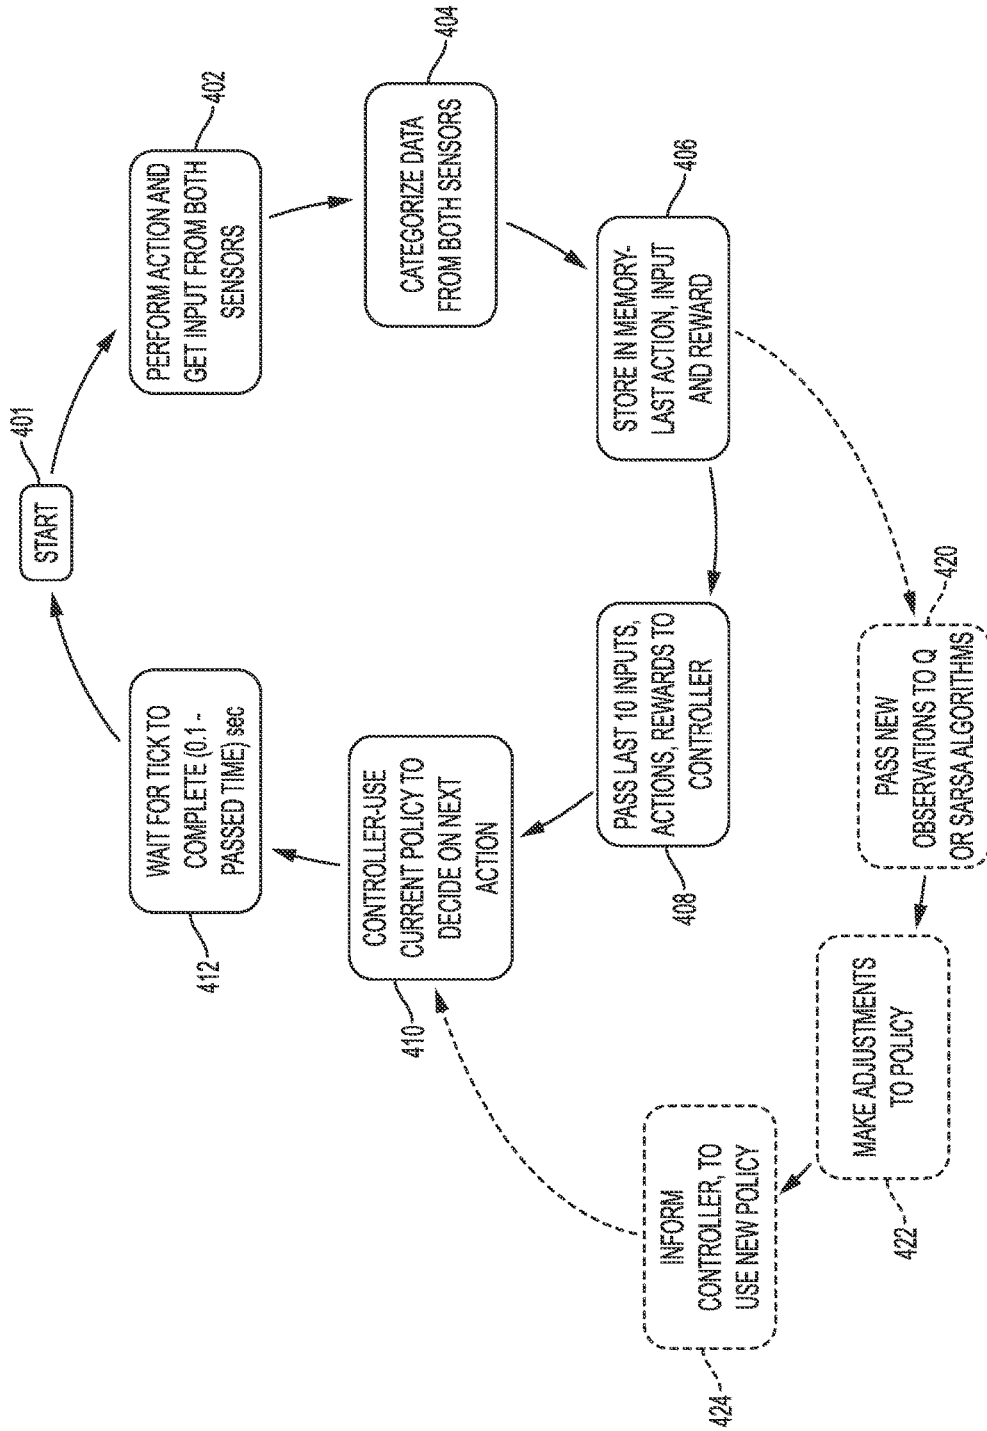 START
401
PERFORM ACTION AND
GET INPUT FROM BOTH
SENSORS
402
CATEGORIZE DATA
FROM BOTH SENSORS
404
STORE IN MEMORY-
LAST ACTION, INPUT
AND REWARD
406
PASS LAST 10 INPUTS,
ACTIONS, REWARDS TO
CONTROLLER
408
CONTROLLER-USE
CURRENT POLICY TO
DECIDE ON NEXT
ACTION
410
WAIT FOR TICK TO
COMPLETE (0.1 -
PASSED TIME) sec
412
PASS NEW
OBSERVATIONS TO Q
OR SARSA ALGORITHMS
420
MAKE ADJUSTMENTS
TO POLICY
422
INFORM
CONTROLLER, TO
USE NEW POLICY
424